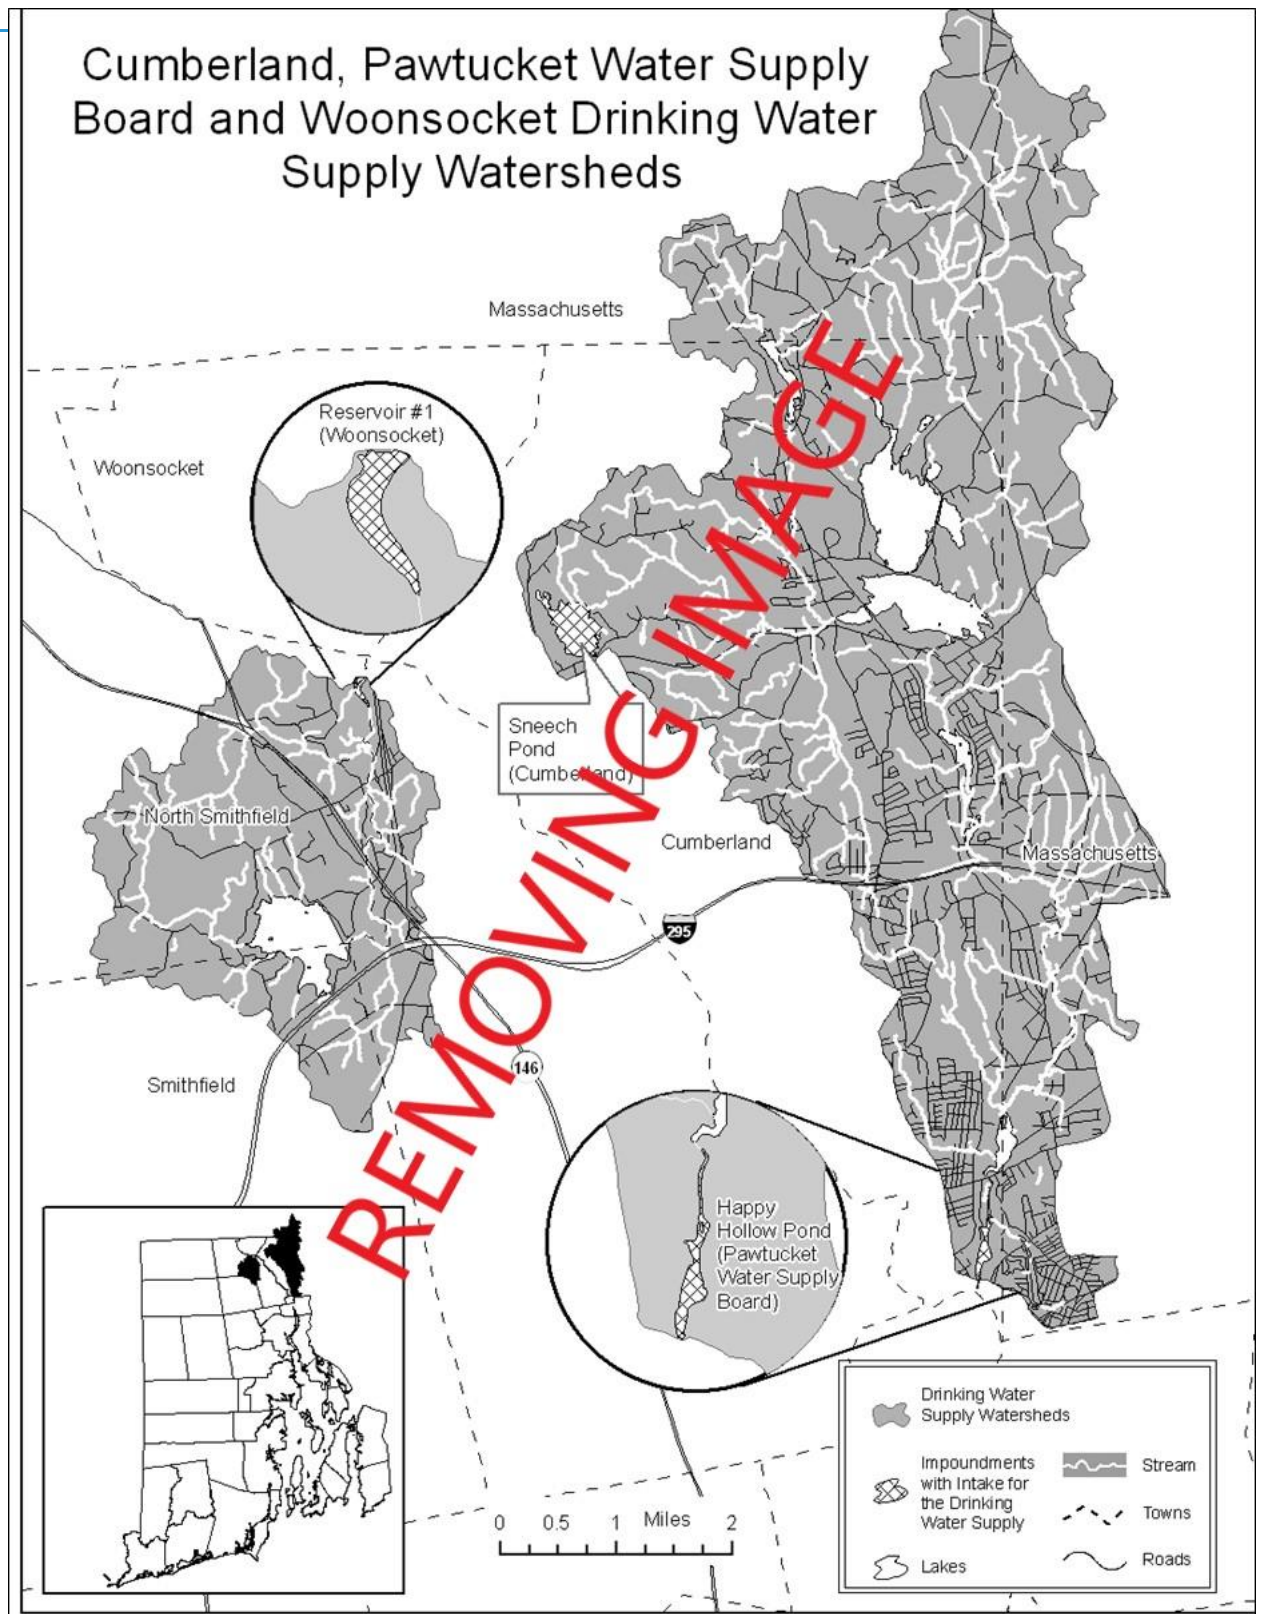 Cumberland, Pawtucket Water Supply
Board and Woonsocket Drinking Water
Supply Watersheds
Massachusetts
Reservoir #1
(Woonsocket)
Woonsocket
Sneech
Pond
(Cumberland)
North Smithfield
Cumberland
Massachusetts
295
REMOVING IMAGE
146
Smithfield
Happy
Hollow Pond
(Pawtucket
Water Supply
Board)
Drinking Water
Supply Watersheds
Impoundments
with Intake for
the Drinking
Water Supply
Lakes
Stream
Towns
Roads
0 0.5 1 Miles 2